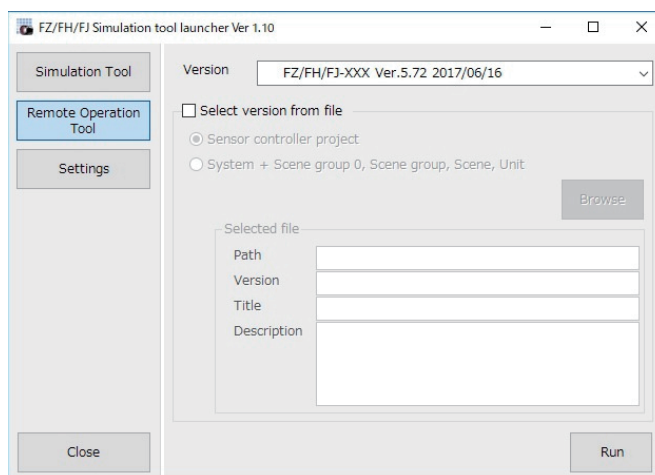 FZ/FH/FJ Simulation tool launcher Ver 1.10
Simulation Tool
Remote Operation
Tool
Settings
Close
Version FZ/FH/FJ-XXX Ver.5.72 2017/06/16
Select version from file
Sensor controller project
System + Scene group 0, Scene group, Scene, Unit
Browse
Selected file
Path
Version
Title
Description
Run